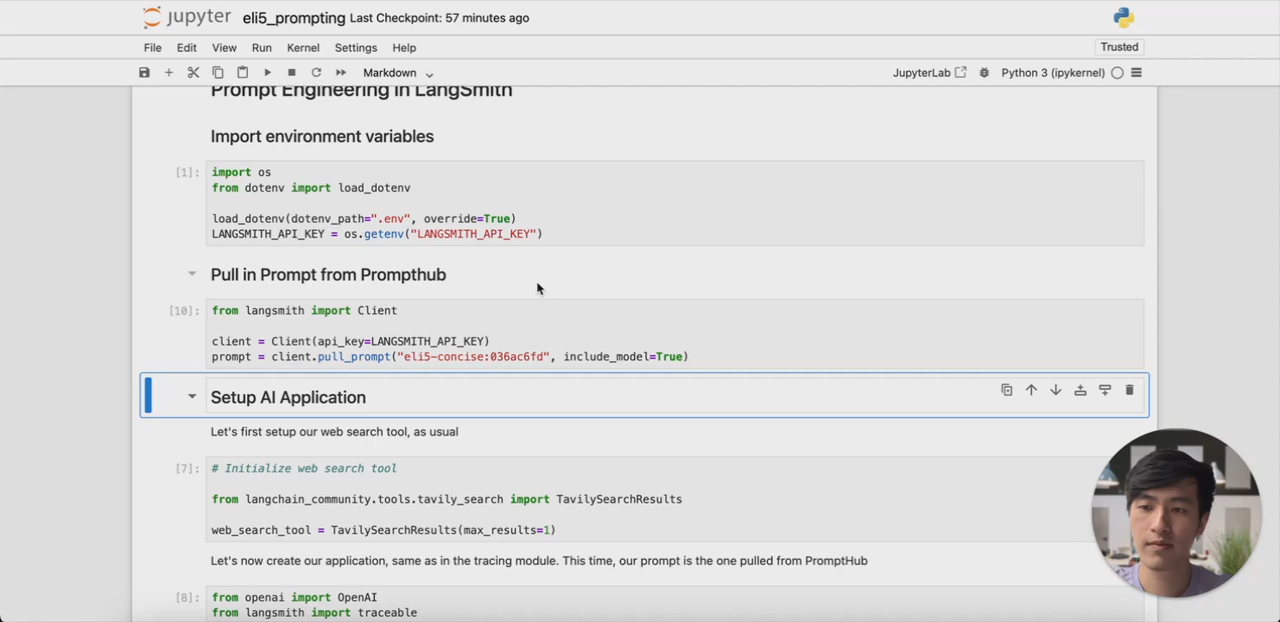 jupyter eli5_prompting Last Checkpoint: 57 minutes ago
File Edit View Run Kernel Settings Help Trusted
Markdown JupyterLab Python 3 (ipykernel)
Prompt Engineering in LangSmith
Import environment variables
[1]: import os
from dotenv import load_dotenv
load_dotenv(dotenv_path=".env", override=True)
LANGSMITH_API_KEY = os.getenv("LANGSMITH_API_KEY")
Pull in Prompt from Prompthub
[10]: from langsmith import Client
client = Client(api_key=LANGSMITH_API_KEY)
prompt = client.pull_prompt("eli5-concise:036ac6fd", include_model=True)
Setup AI Application
Let's first setup our web search tool, as usual
[7]: # Initialize web search tool
from langchain_community.tools.tavily_search import TavilySearchResults
web_search_tool = TavilySearchResults(max_results=1)
Let's now create our application, same as in the tracing module. This time, our prompt is the one pulled from PromptHub
[8]: from openai import OpenAI
from langsmith import traceable